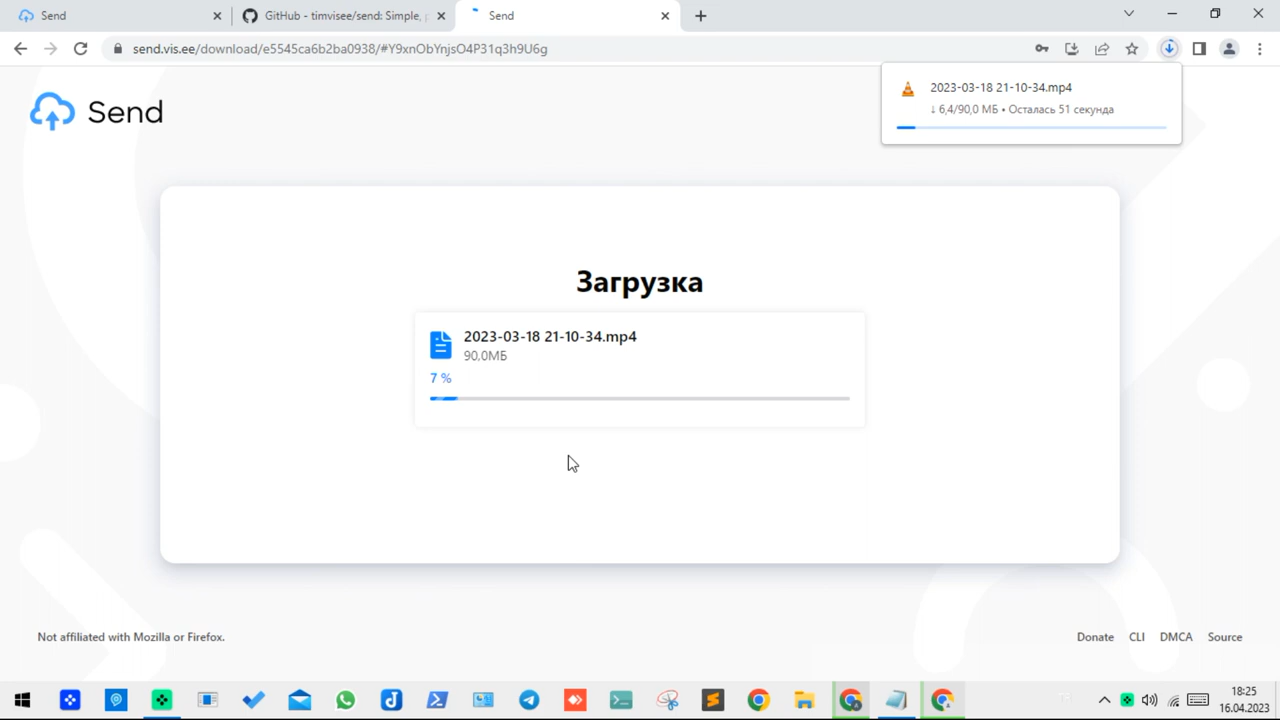 Send
GitHub - timvisee/send: Simple,
Send
send.vis.ee/download/e5545ca6b2ba0938/#Y9xnObYnjsO4P31q3h9U6g
2023-03-18 21-10-34.mp4
↓ 6,4/90,0 МБ • Осталась 51 секунда
Send
Загрузка
2023-03-18 21-10-34.mp4
90,0МБ
7 %
Not affiliated with Mozilla or Firefox.
Donate CLI DMCA Source
18:25
16.04.2023